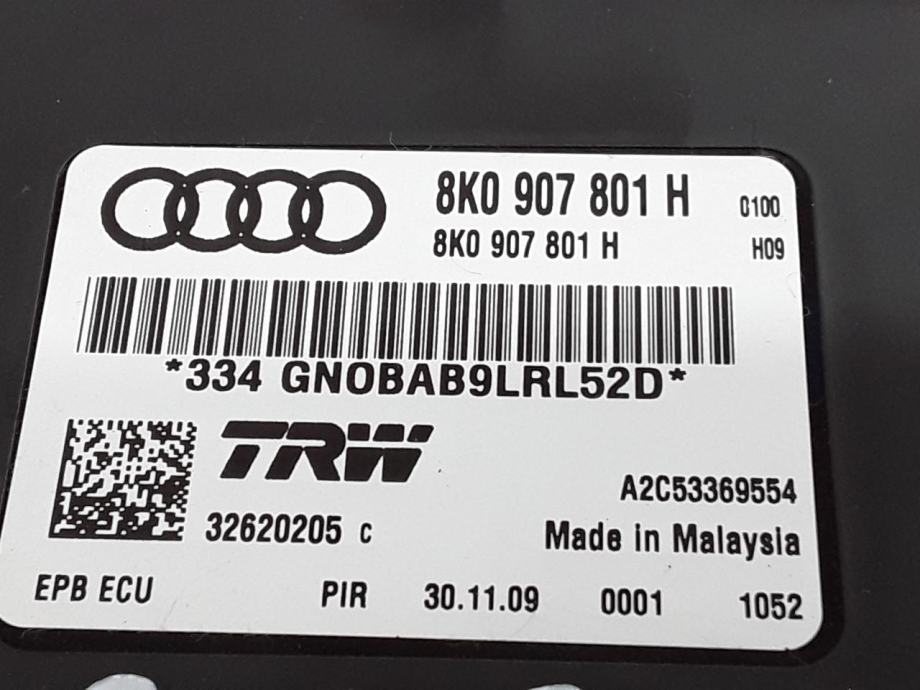 8K0 907 801 H 0100
8K0 907 801 H H09
*334 GN0BAB9LRL52D*
TRW
A2C53369554
32620205 C
Made in Malaysia
EPB ECU PIR 30.11.09 0001 1052